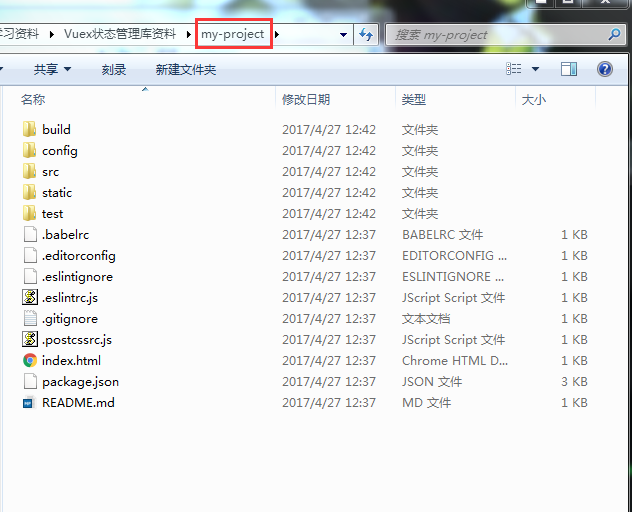 学习资料 Vuex状态管理库资料 my-project 搜索 my-project
共享 刻录 新建文件夹
名称 修改日期 类型 大小
build 2017/4/27 12:42 文件夹
config 2017/4/27 12:42 文件夹
src 2017/4/27 12:42 文件夹
static 2017/4/27 12:42 文件夹
test 2017/4/27 12:42 文件夹
.babelrc 2017/4/27 12:37 BABELRC 文件 1 KB
.editorconfig 2017/4/27 12:37 EDITORCONFIG ... 1 KB
.eslintignore 2017/4/27 12:37 ESLINTIGNORE ... 1 KB
.eslintrc.js 2017/4/27 12:37 JScript Script 文件 1 KB
.gitignore 2017/4/27 12:37 文本文档 1 KB
.postcssrc.js 2017/4/27 12:37 JScript Script 文件 1 KB
index.html 2017/4/27 12:37 Chrome HTML D... 1 KB
package.json 2017/4/27 12:37 JSON 文件 3 KB
README.md 2017/4/27 12:37 MD 文件 1 KB